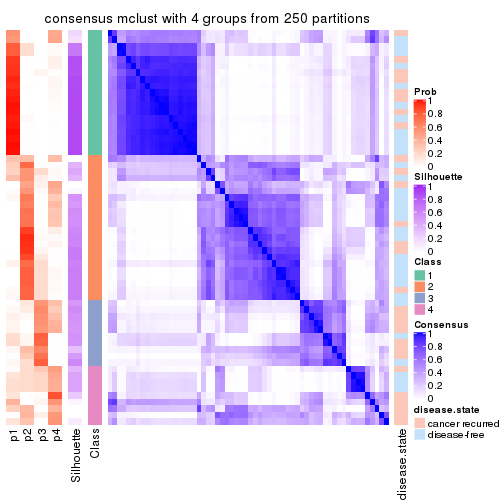 consensus mclust with 4 groups from 250 partitions
Prob
1
0.8
0.6
0.4
0.2
0
Silhouette
1
0.8
0.6
0.4
0.2
0
Class
1
2
3
4
Consensus
1
0.8
0.6
0.4
0.2
0
disease.state
cancer recurred
disease-free
p1
p2
p3
p4
Silhouette
Class
disease.state